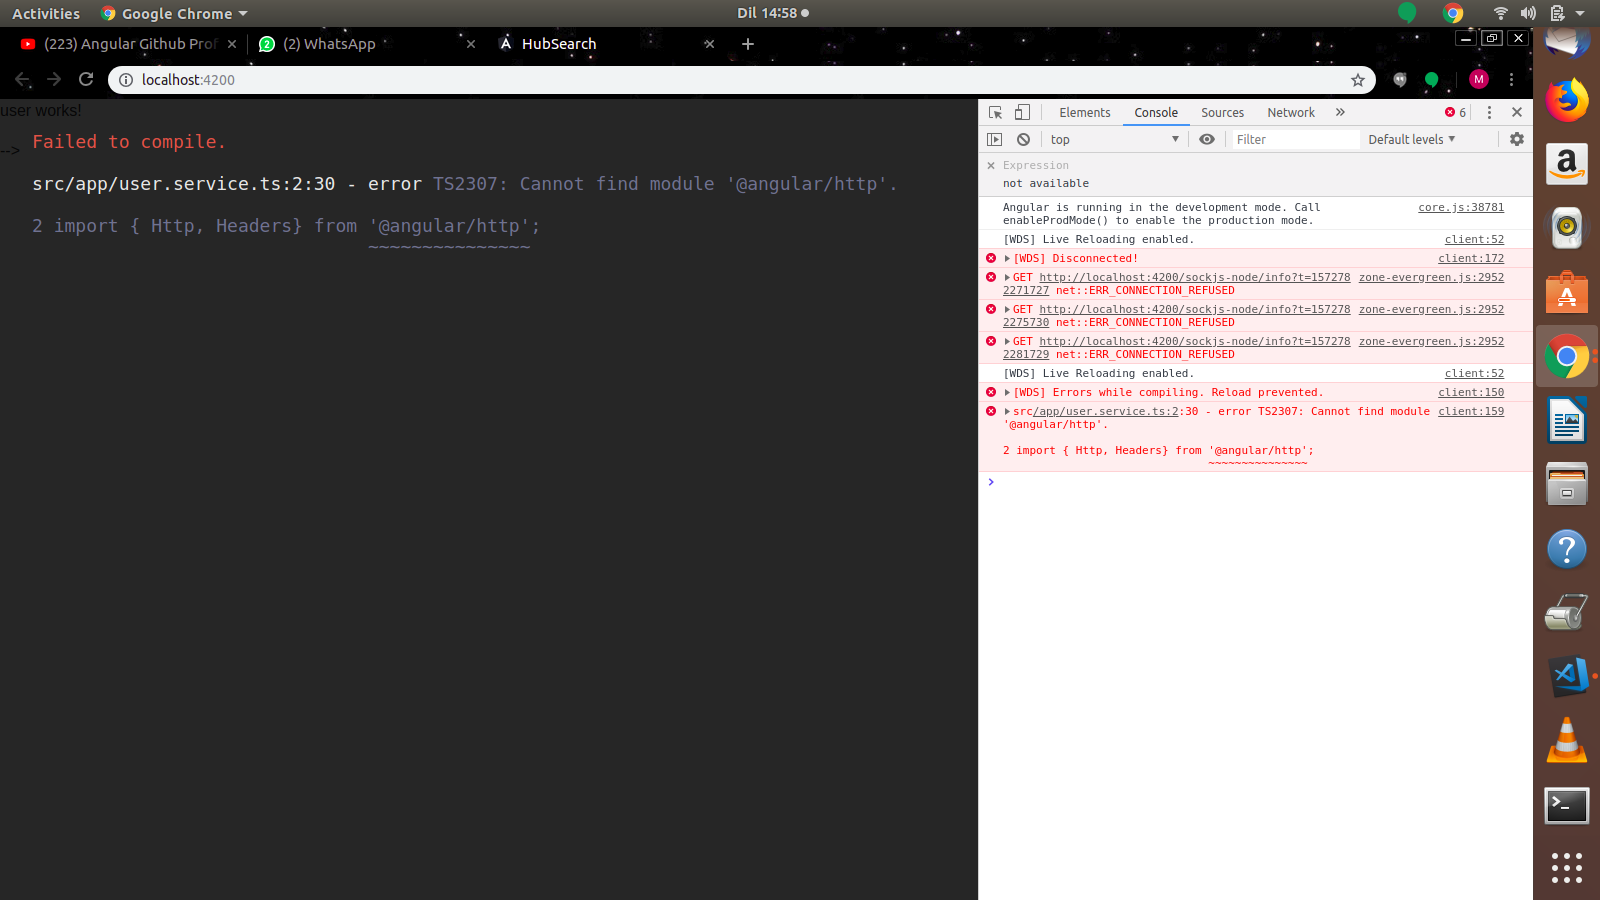 Activities
Google Chrome
Dil 14:58
(223) Angular Github Prof
2
(2) WhatsApp
HubSearch
localhost:4200
M
user works!
Failed to compile.
-->
src/app/user.service.ts:2:30 - error TS2307: Cannot find module '@angular/http'.
2 import { Http, Headers} from '@angular/http';
~~~~~~~~~~~~~~~
Elements Console Sources Network » 6
top Filter Default levels
Expression
not available
Angular is running in the development mode. Call core.js:38781
enableProdMode() to enable the production mode.
[WDS] Live Reloading enabled. client:52
[WDS] Disconnected! client:172
GET http://localhost:4200/sockjs-node/info?t=157278 zone-evergreen.js:2952
2271727 net::ERR_CONNECTION_REFUSED
GET http://localhost:4200/sockjs-node/info?t=157278 zone-evergreen.js:2952
2275730 net::ERR_CONNECTION_REFUSED
GET http://localhost:4200/sockjs-node/info?t=157278 zone-evergreen.js:2952
2281729 net::ERR_CONNECTION_REFUSED
[WDS] Live Reloading enabled. client:52
[WDS] Errors while compiling. Reload prevented. client:150
src/app/user.service.ts:2:30 - error TS2307: Cannot find module client:159
'@angular/http'.
2 import { Http, Headers} from '@angular/http';
~~~~~~~~~~~~~~~